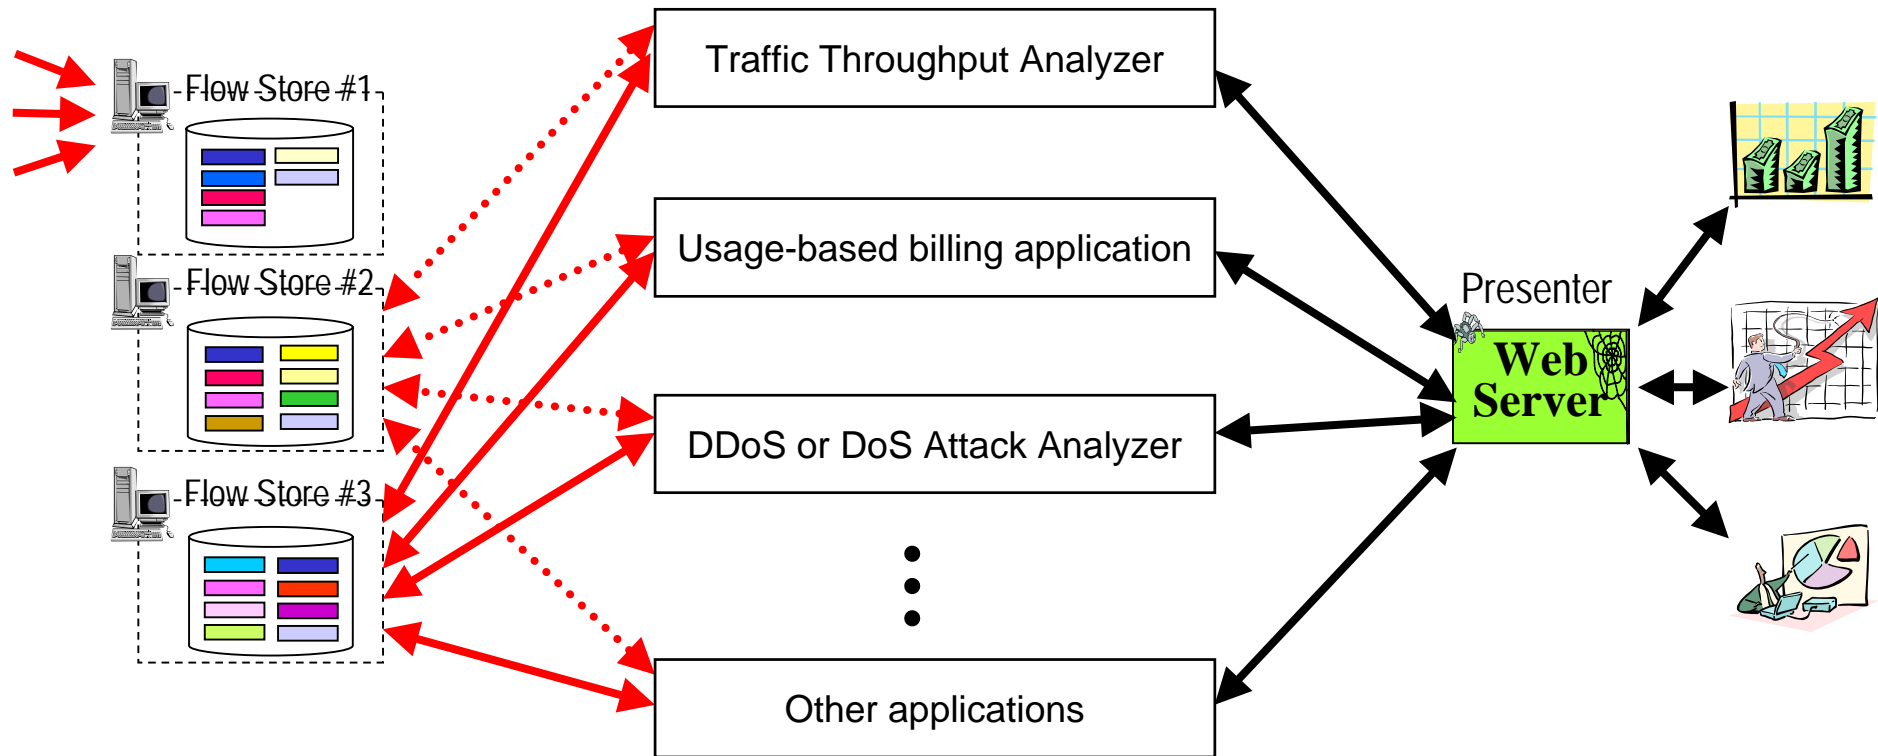 Flow Store #1
Flow Store #2
Flow Store #3
Traffic Throughput Analyzer
Usage-based billing application
DDoS or DoS Attack Analyzer
Other applications
Presenter
Web
Server